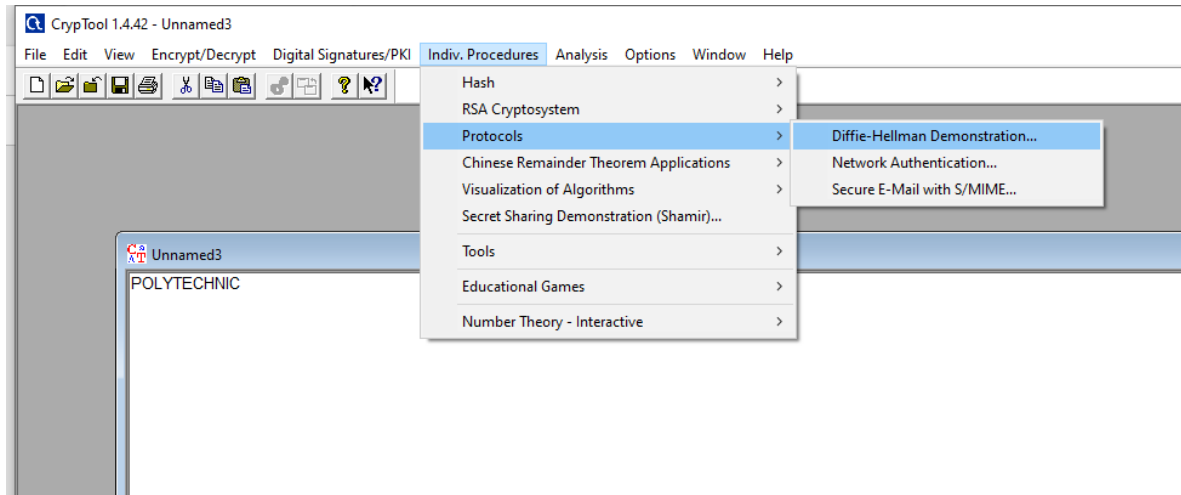 CrypTool 1.4.42 - Unnamed3
File Edit View Encrypt/Decrypt Digital Signatures/PKI Indiv. Procedures Analysis Options Window Help
Hash
RSA Cryptosystem
Protocols
Diffie-Hellman Demonstration...
Chinese Remainder Theorem Applications
Network Authentication...
Visualization of Algorithms
Secure E-Mail with S/MIME...
Secret Sharing Demonstration (Shamir)...
Tools
Unnamed3
POLYTECHNIC
Educational Games
Number Theory - Interactive